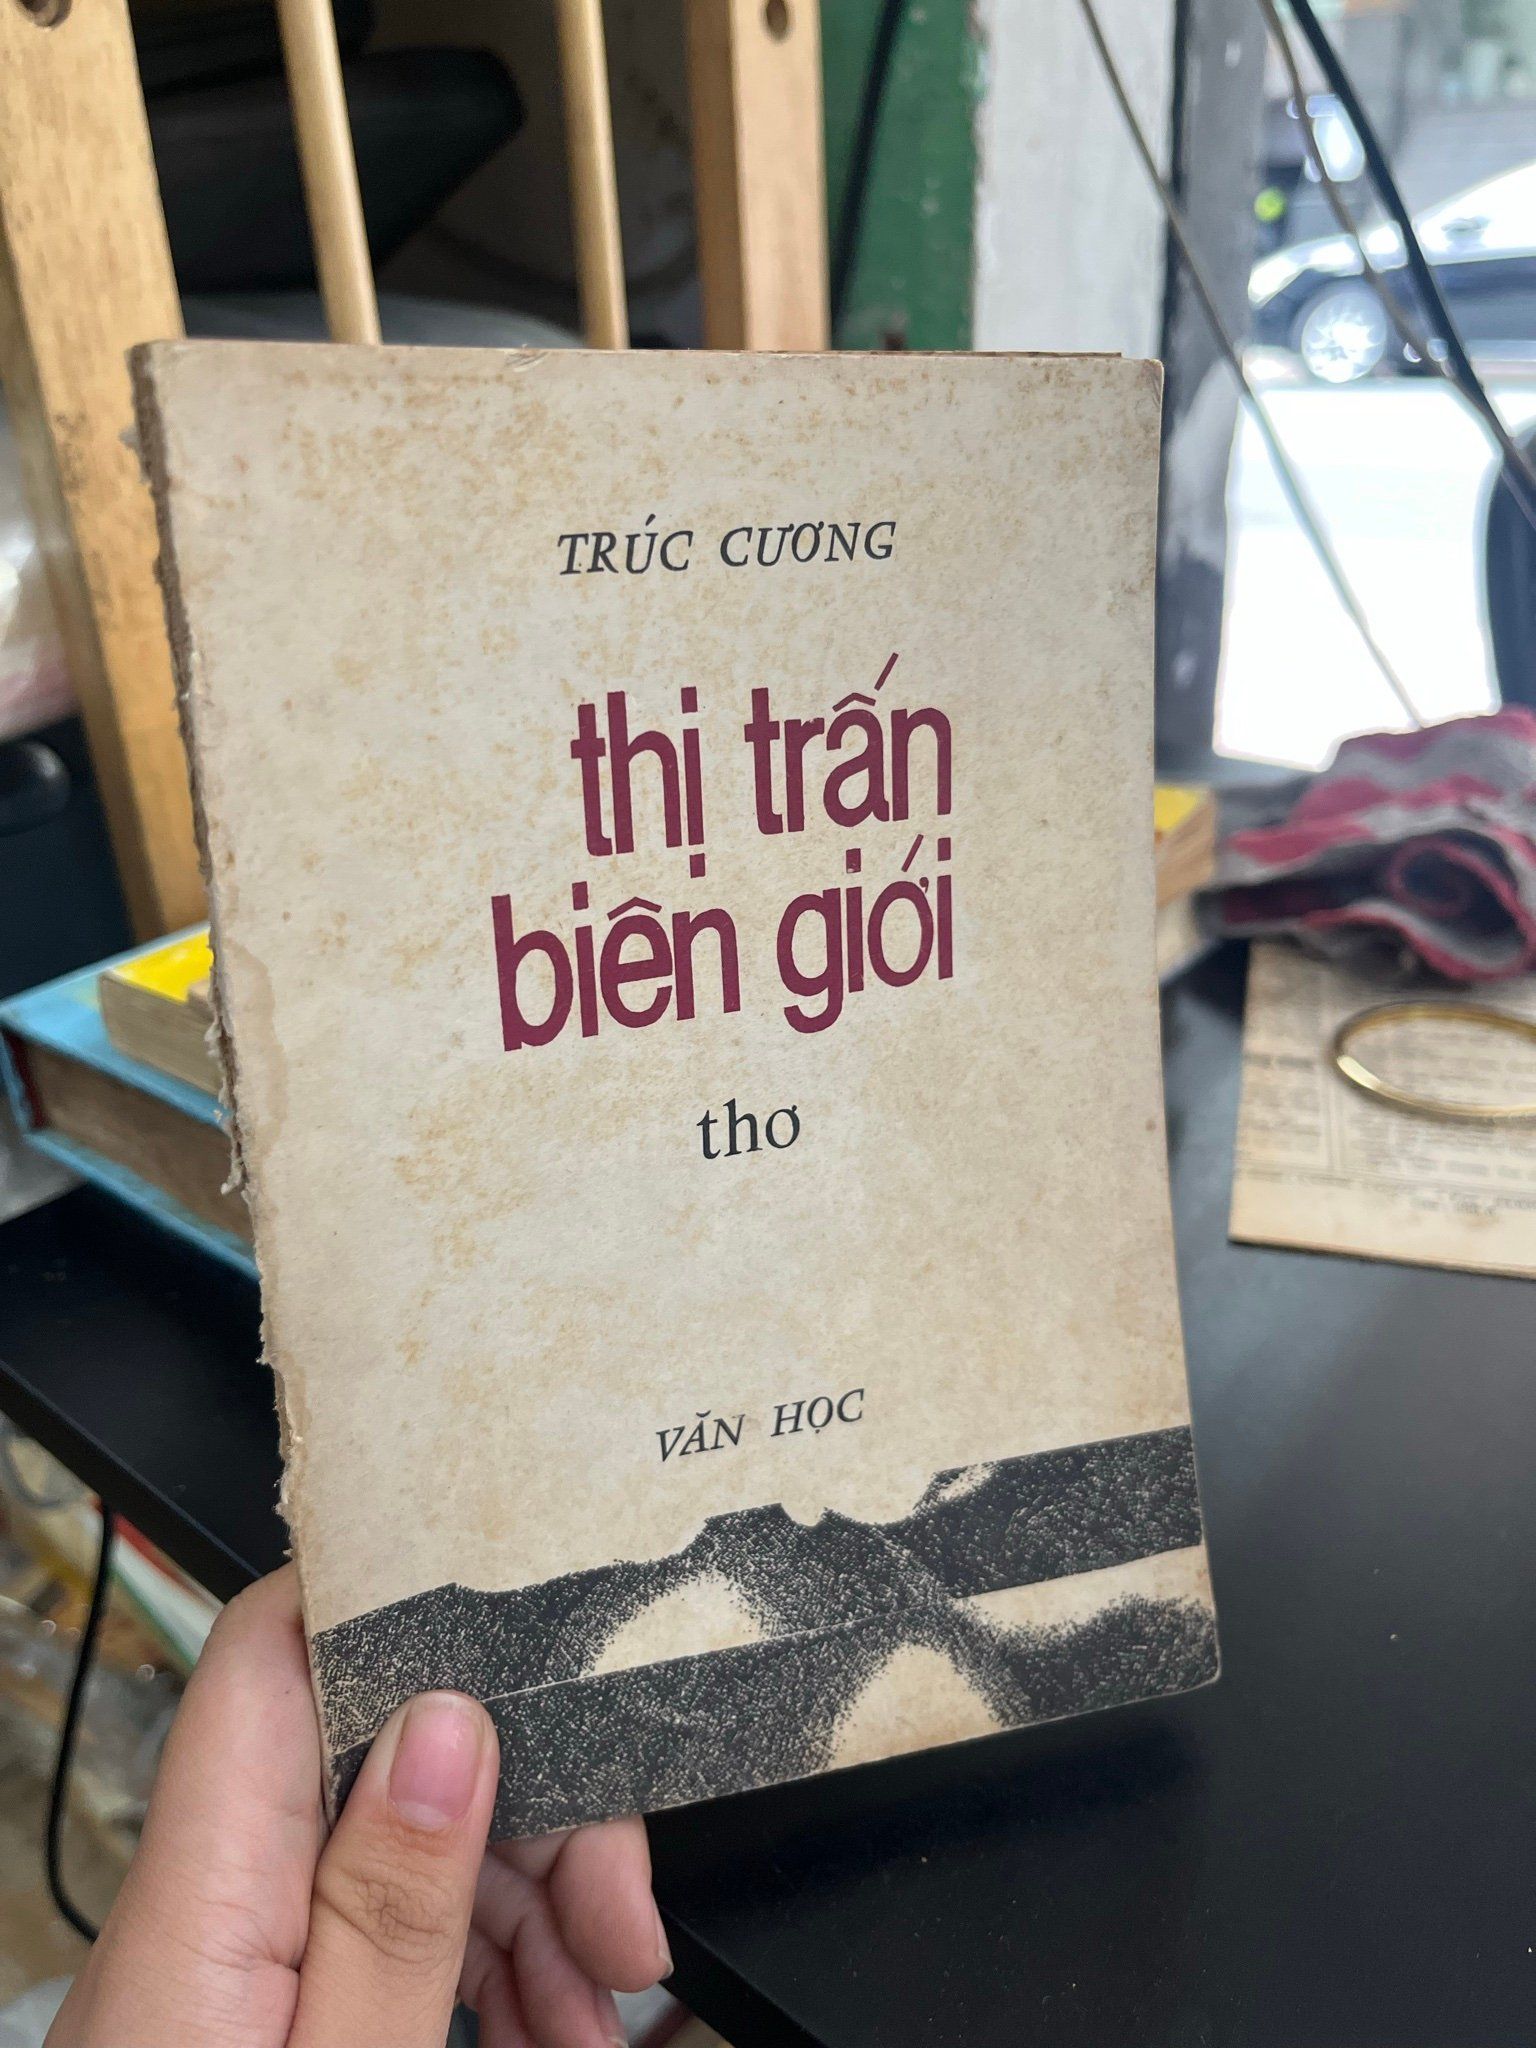 TRÚC CƯƠNG
thị trấn
biên giới
thơ
VĂN HỌC